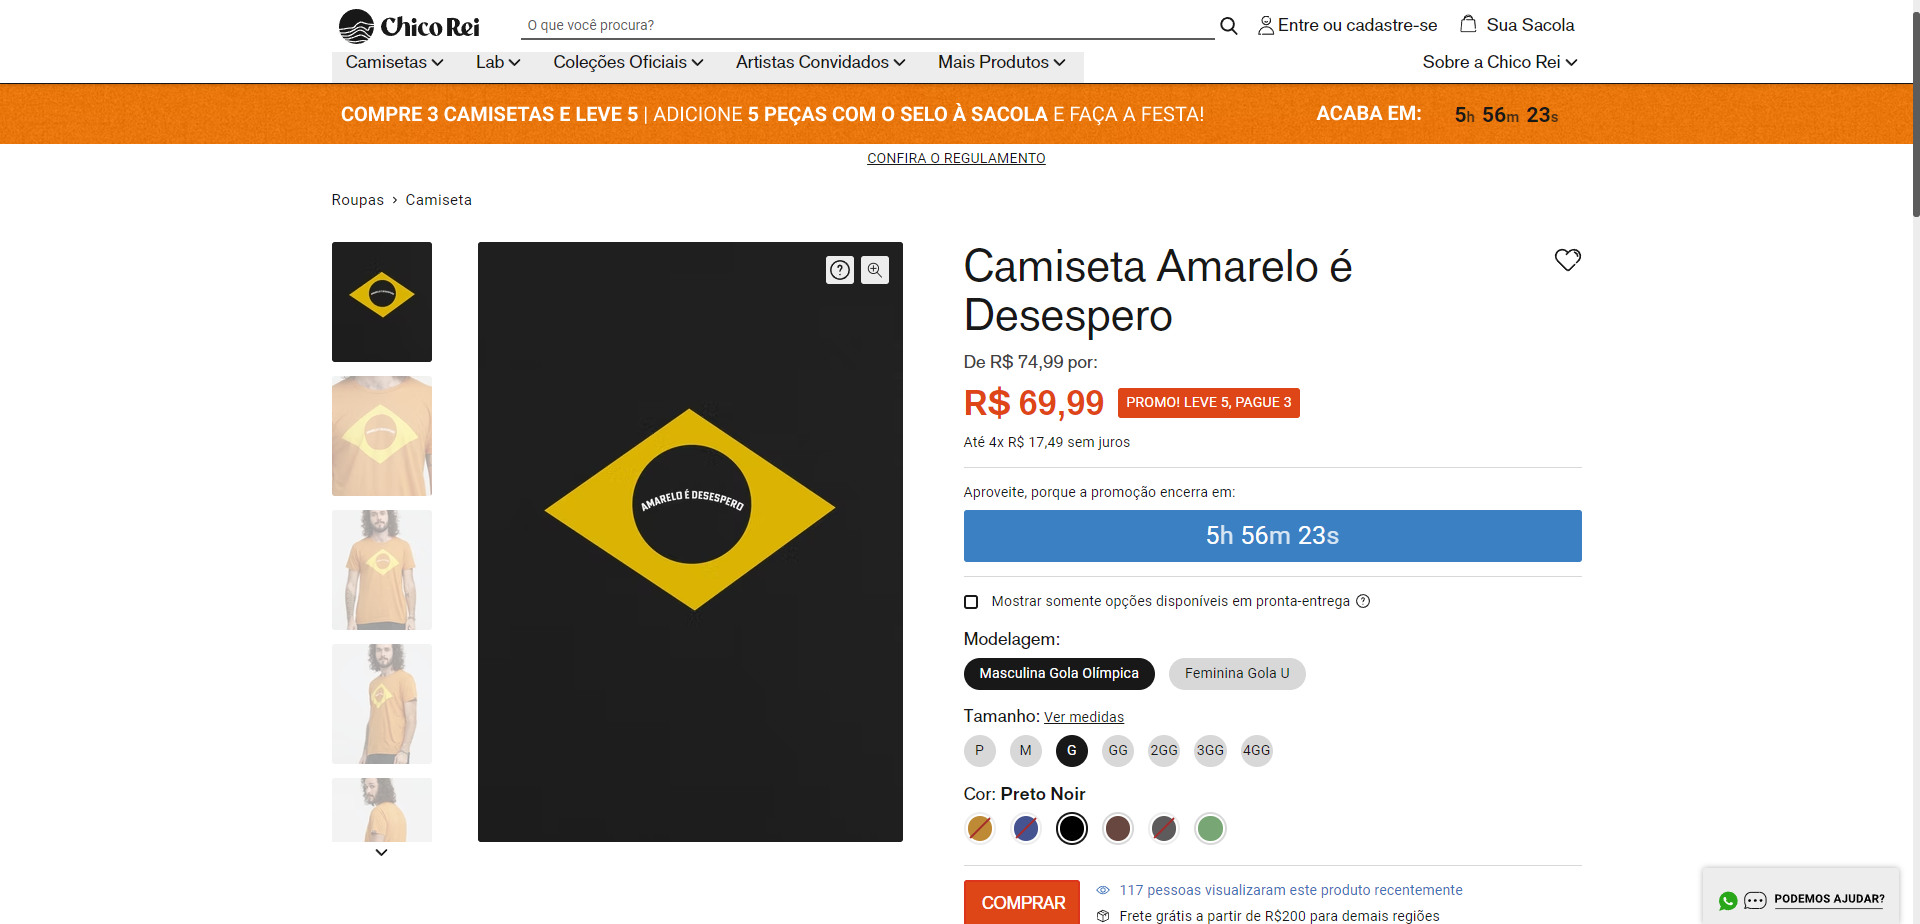 Chico Rei
O que você procura?
Entre ou cadastre-se
Sua Sacola
Camisetas
Lab
Coleções Oficiais
Artistas Convidados
Mais Produtos
Sobre a Chico Rei
COMPRE 3 CAMISETAS E LEVE 5 | ADICIONE 5 PEÇAS COM O SELO À SACOLA E FAÇA A FESTA!
ACABA EM:
5h 56m 23s
CONFIRA O REGULAMENTO
Roupas › Camiseta
AMARELO É DESESPERO
Camiseta Amarelo é
Desespero
De R$ 74,99 por:
R$ 69,99
PROMO! LEVE 5, PAGUE 3
Até 4x R$ 17,49 sem juros
Aproveite, porque a promoção encerra em:
5h 56m 23s
Mostrar somente opções disponíveis em pronta-entrega
Modelagem:
Masculina Gola Olímpica
Feminina Gola U
Tamanho: Ver medidas
P M G GG 2GG 3GG 4GG
Cor: Preto Noir
COMPRAR
117 pessoas visualizaram este produto recentemente
Frete grátis a partir de R$200 para demais regiões
PODEMOS AJUDAR?